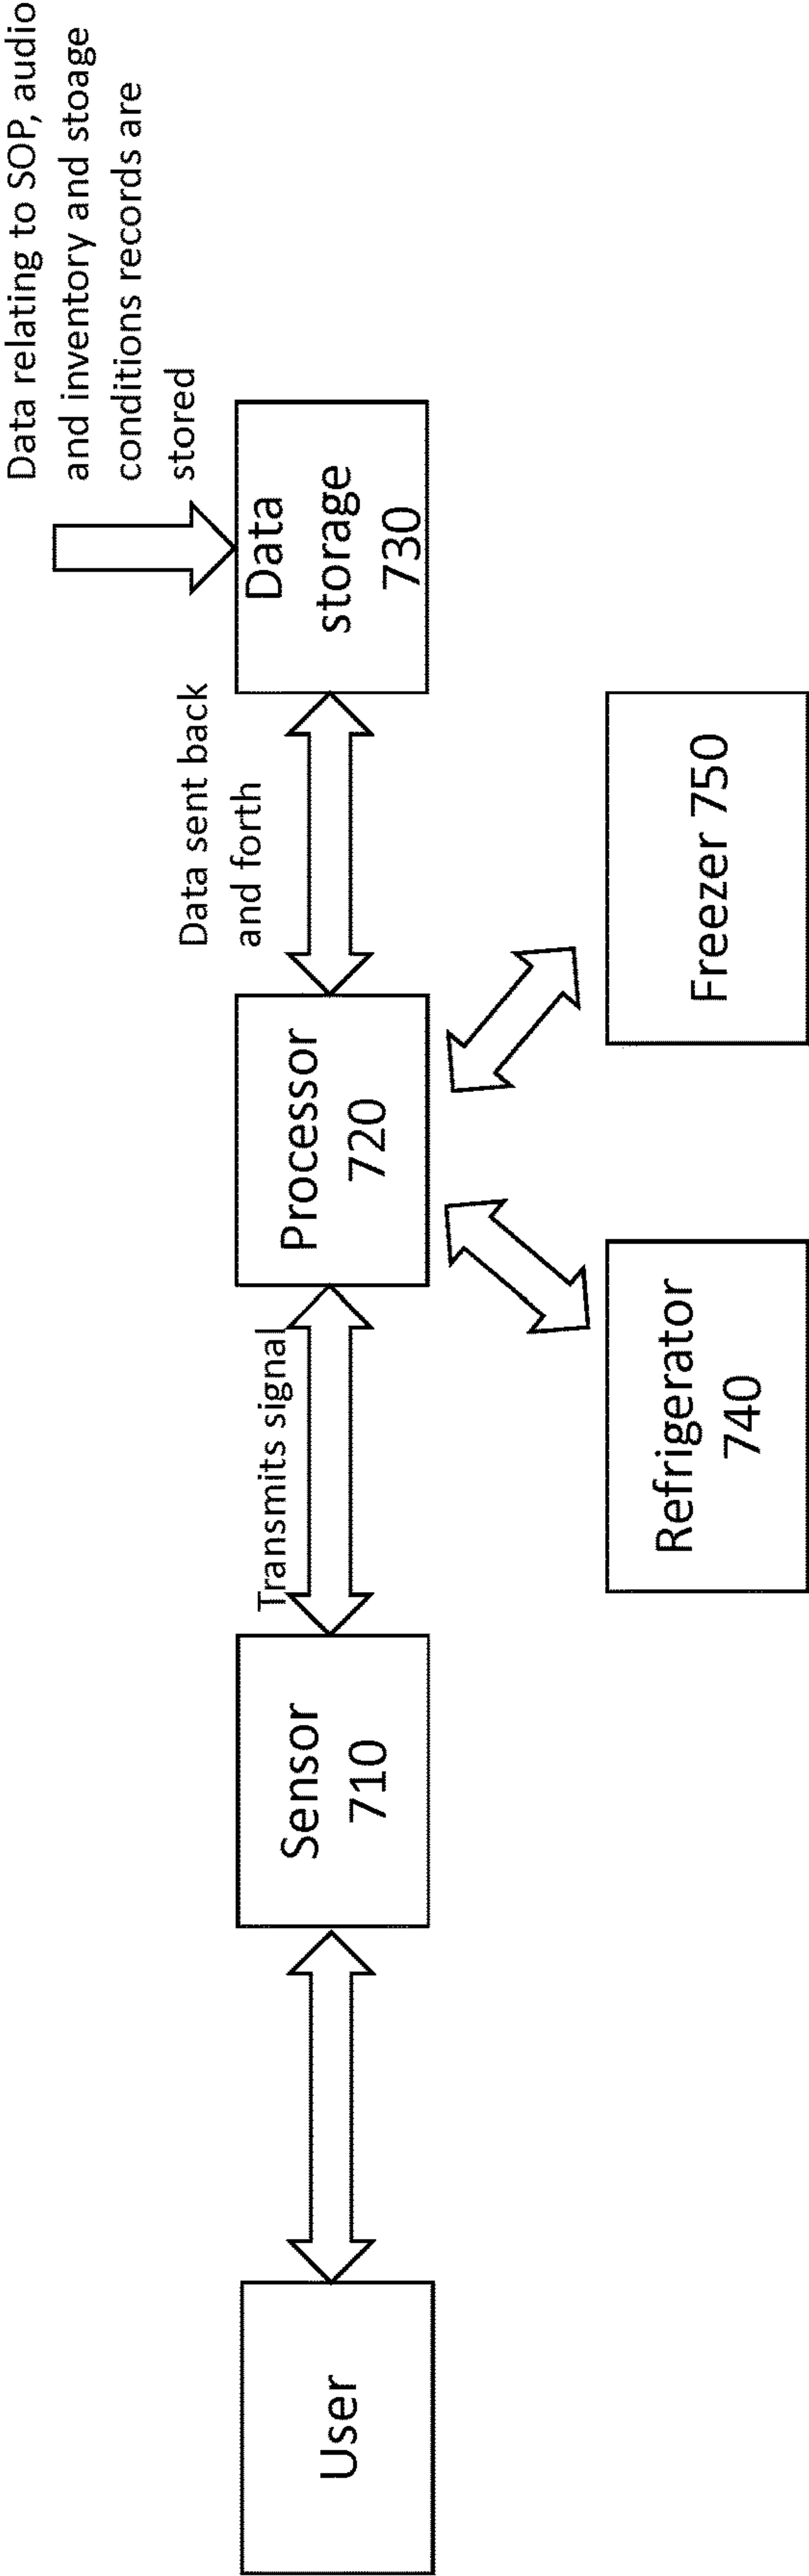 Data relating to SOP, audio
and inventory and stoage
conditions records are
stored
Data sent back
and forth
Transmits signal
User
Sensor
710
Processor
720
Data
storage
730
Refrigerator
740
Freezer 750